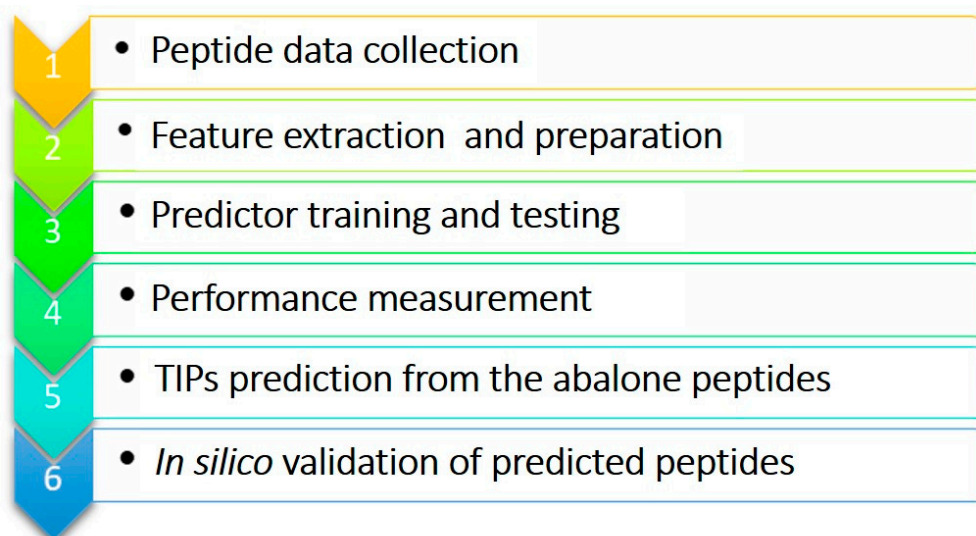 1 • Peptide data collection
2 • Feature extraction and preparation
3 • Predictor training and testing
4 • Performance measurement
5 • TIPs prediction from the abalone peptides
6 • In silico validation of predicted peptides